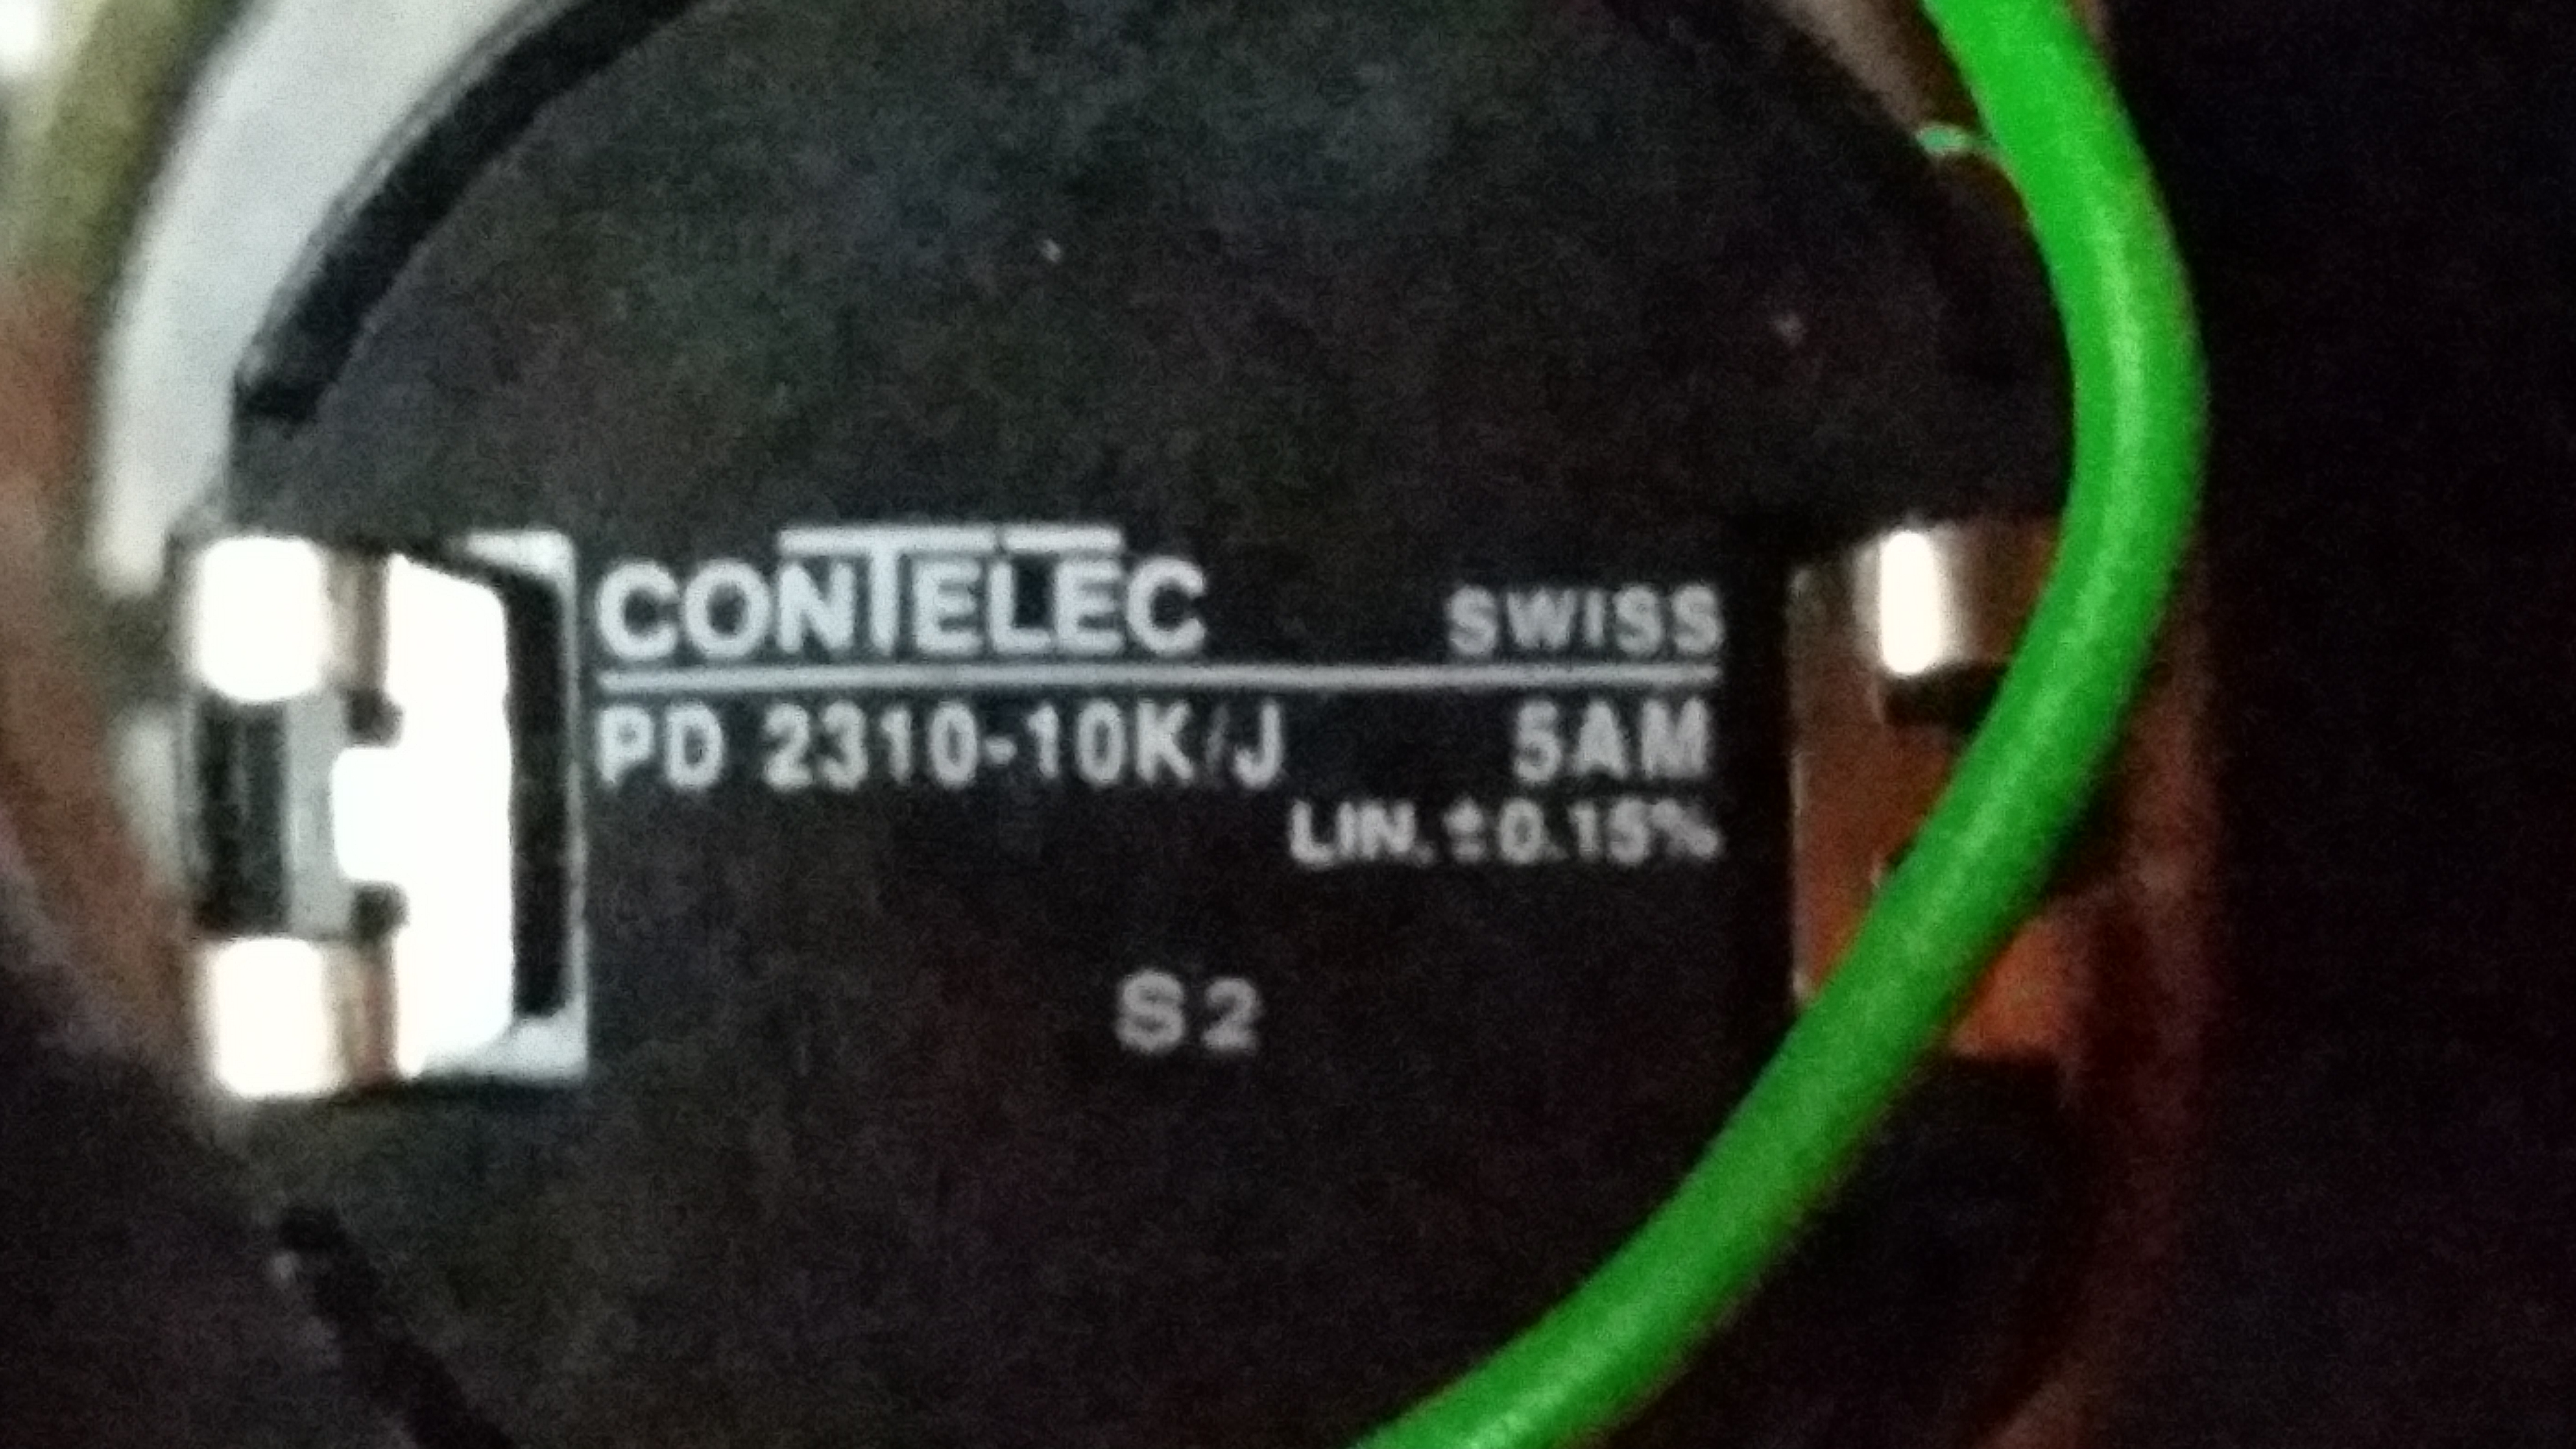 CONTELEC SWISS
PD 2310-10K/J 5AM
LIN. ±0.15%
S2